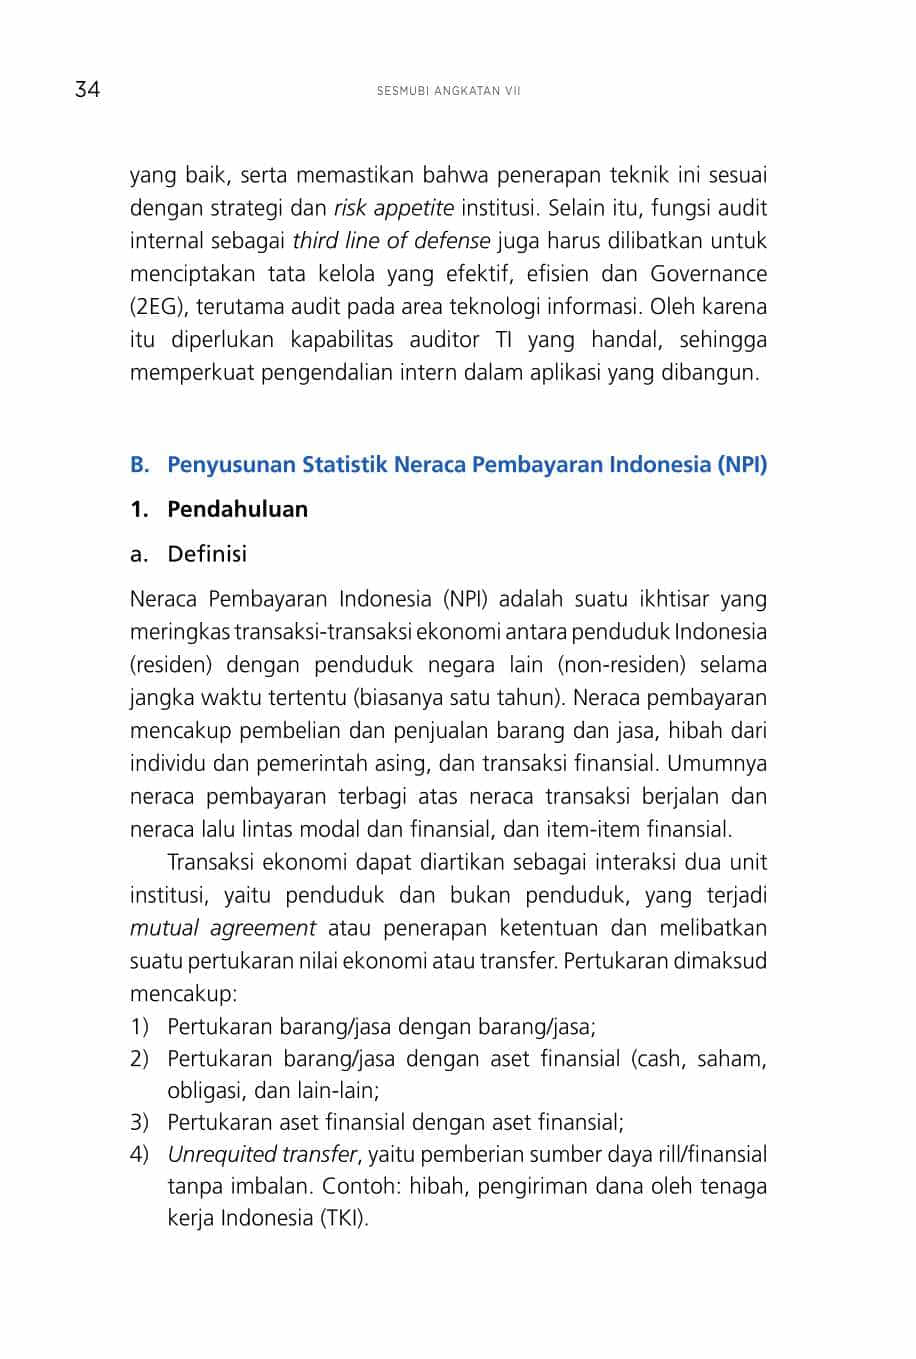 34
SESMUBI ANGKATAN VII
yang baik, serta memastikan bahwa penerapan teknik ini sesuai
dengan strategi dan risk appetite institusi. Selain itu, fungsi audit
internal sebagai third line of defense juga harus dilibatkan untuk
menciptakan tata kelola yang efektif, efisien dan Governance
(2EG), terutama audit pada area teknologi informasi. Oleh karena
itu diperlukan kapabilitas auditor TI yang handal, sehingga
memperkuat pengendalian intern dalam aplikasi yang dibangun.
B. Penyusunan Statistik Neraca Pembayaran Indonesia (NPI)
1. Pendahuluan
a. Definisi
Neraca Pembayaran Indonesia (NPI) adalah suatu ikhtisar yang
meringkas transaksi-transaksi ekonomi antara penduduk Indonesia
(residen) dengan penduduk negara lain (non-residen) selama
jangka waktu tertentu (biasanya satu tahun). Neraca pembayaran
mencakup pembelian dan penjualan barang dan jasa, hibah dari
individu dan pemerintah asing, dan transaksi finansial. Umumnya
neraca pembayaran terbagi atas neraca transaksi berjalan dan
neraca lalu lintas modal dan finansial, dan item-item finansial.
Transaksi ekonomi dapat diartikan sebagai interaksi dua unit
institusi, yaitu penduduk dan bukan penduduk, yang terjadi
mutual agreement atau penerapan ketentuan dan melibatkan
suatu pertukaran nilai ekonomi atau transfer. Pertukaran dimaksud
mencakup:
1) Pertukaran barang/jasa dengan barang/jasa;
2) Pertukaran barang/jasa dengan aset finansial (cash, saham,
obligasi, dan lain-lain;
3) Pertukaran aset finansial dengan aset finansial;
4) Unrequited transfer, yaitu pemberian sumber daya rill/finansial
tanpa imbalan. Contoh: hibah, pengiriman dana oleh tenaga
kerja Indonesia (TKI).